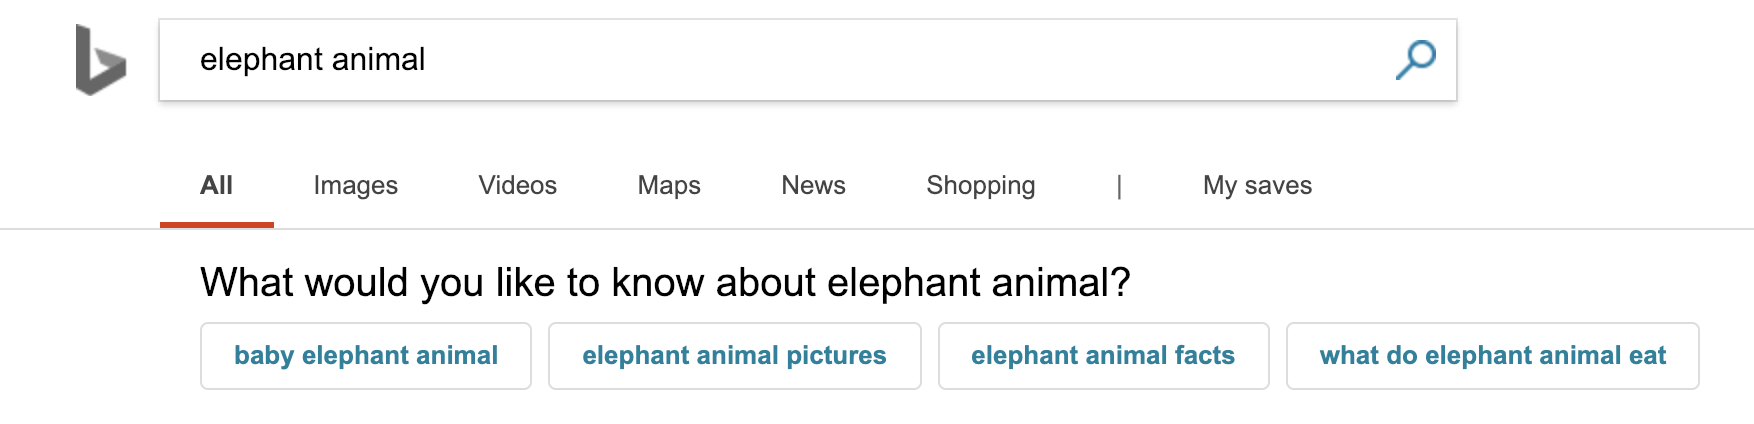 elephant animal
All Images Videos Maps News Shopping | My saves
What would you like to know about elephant animal?
baby elephant animal elephant animal pictures elephant animal facts what do elephant animal eat